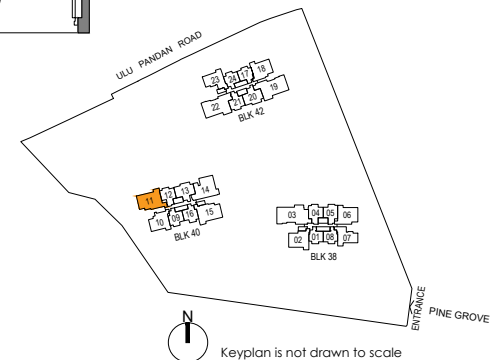 ULU PANDAN ROAD
23 24 17 18
22 21 20 19
BLK 42
11 12 13 14
10 09 16 15
BLK 40
03 04 05 06
02 01 08 07
BLK 38
ENTRANCE
PINE GROVE
N
Keyplan is not drawn to scale